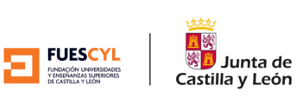 FUESCYL
FUNDACIÓN UNIVERSIDADES
Y ENSEÑANZAS SUPERIORES
DE CASTILLA Y LEÓN
Junta de
Castilla y León